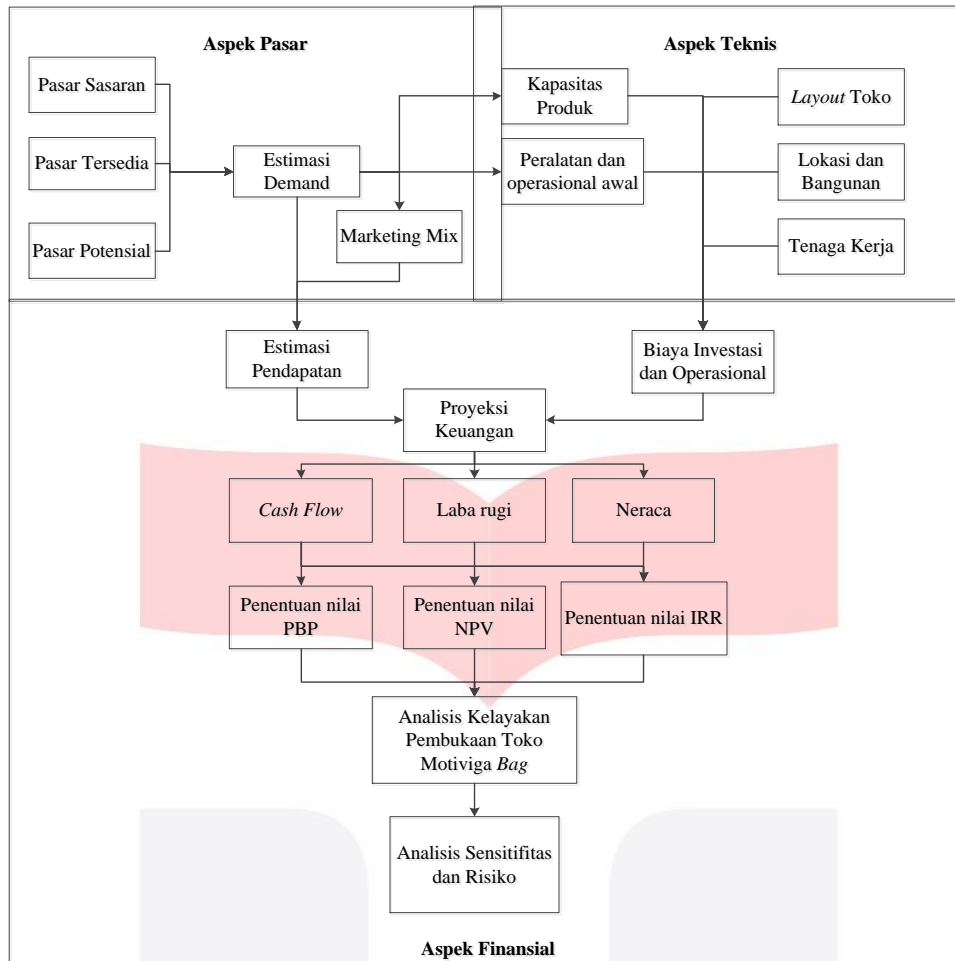 Aspek Pasar
Pasar Sasaran
Pasar Tersedia
Pasar Potensial
Estimasi
Demand
Marketing Mix
Aspek Teknis
Kapasitas
Produk
Peralatan dan
operasional awal
Layout Toko
Lokasi dan
Bangunan
Tenaga Kerja
Estimasi
Pendapatan
Biaya Investasi
dan Operasional
Proyeksi
Keuangan
Cash Flow
Laba rugi
Neraca
Penentuan nilai
PBP
Penentuan nilai
NPV
Penentuan nilai IRR
Analisis Kelayakan
Pembukaan Toko
Motiviga Bag
Analisis Sensitifitas
dan Risiko
Aspek Finansial